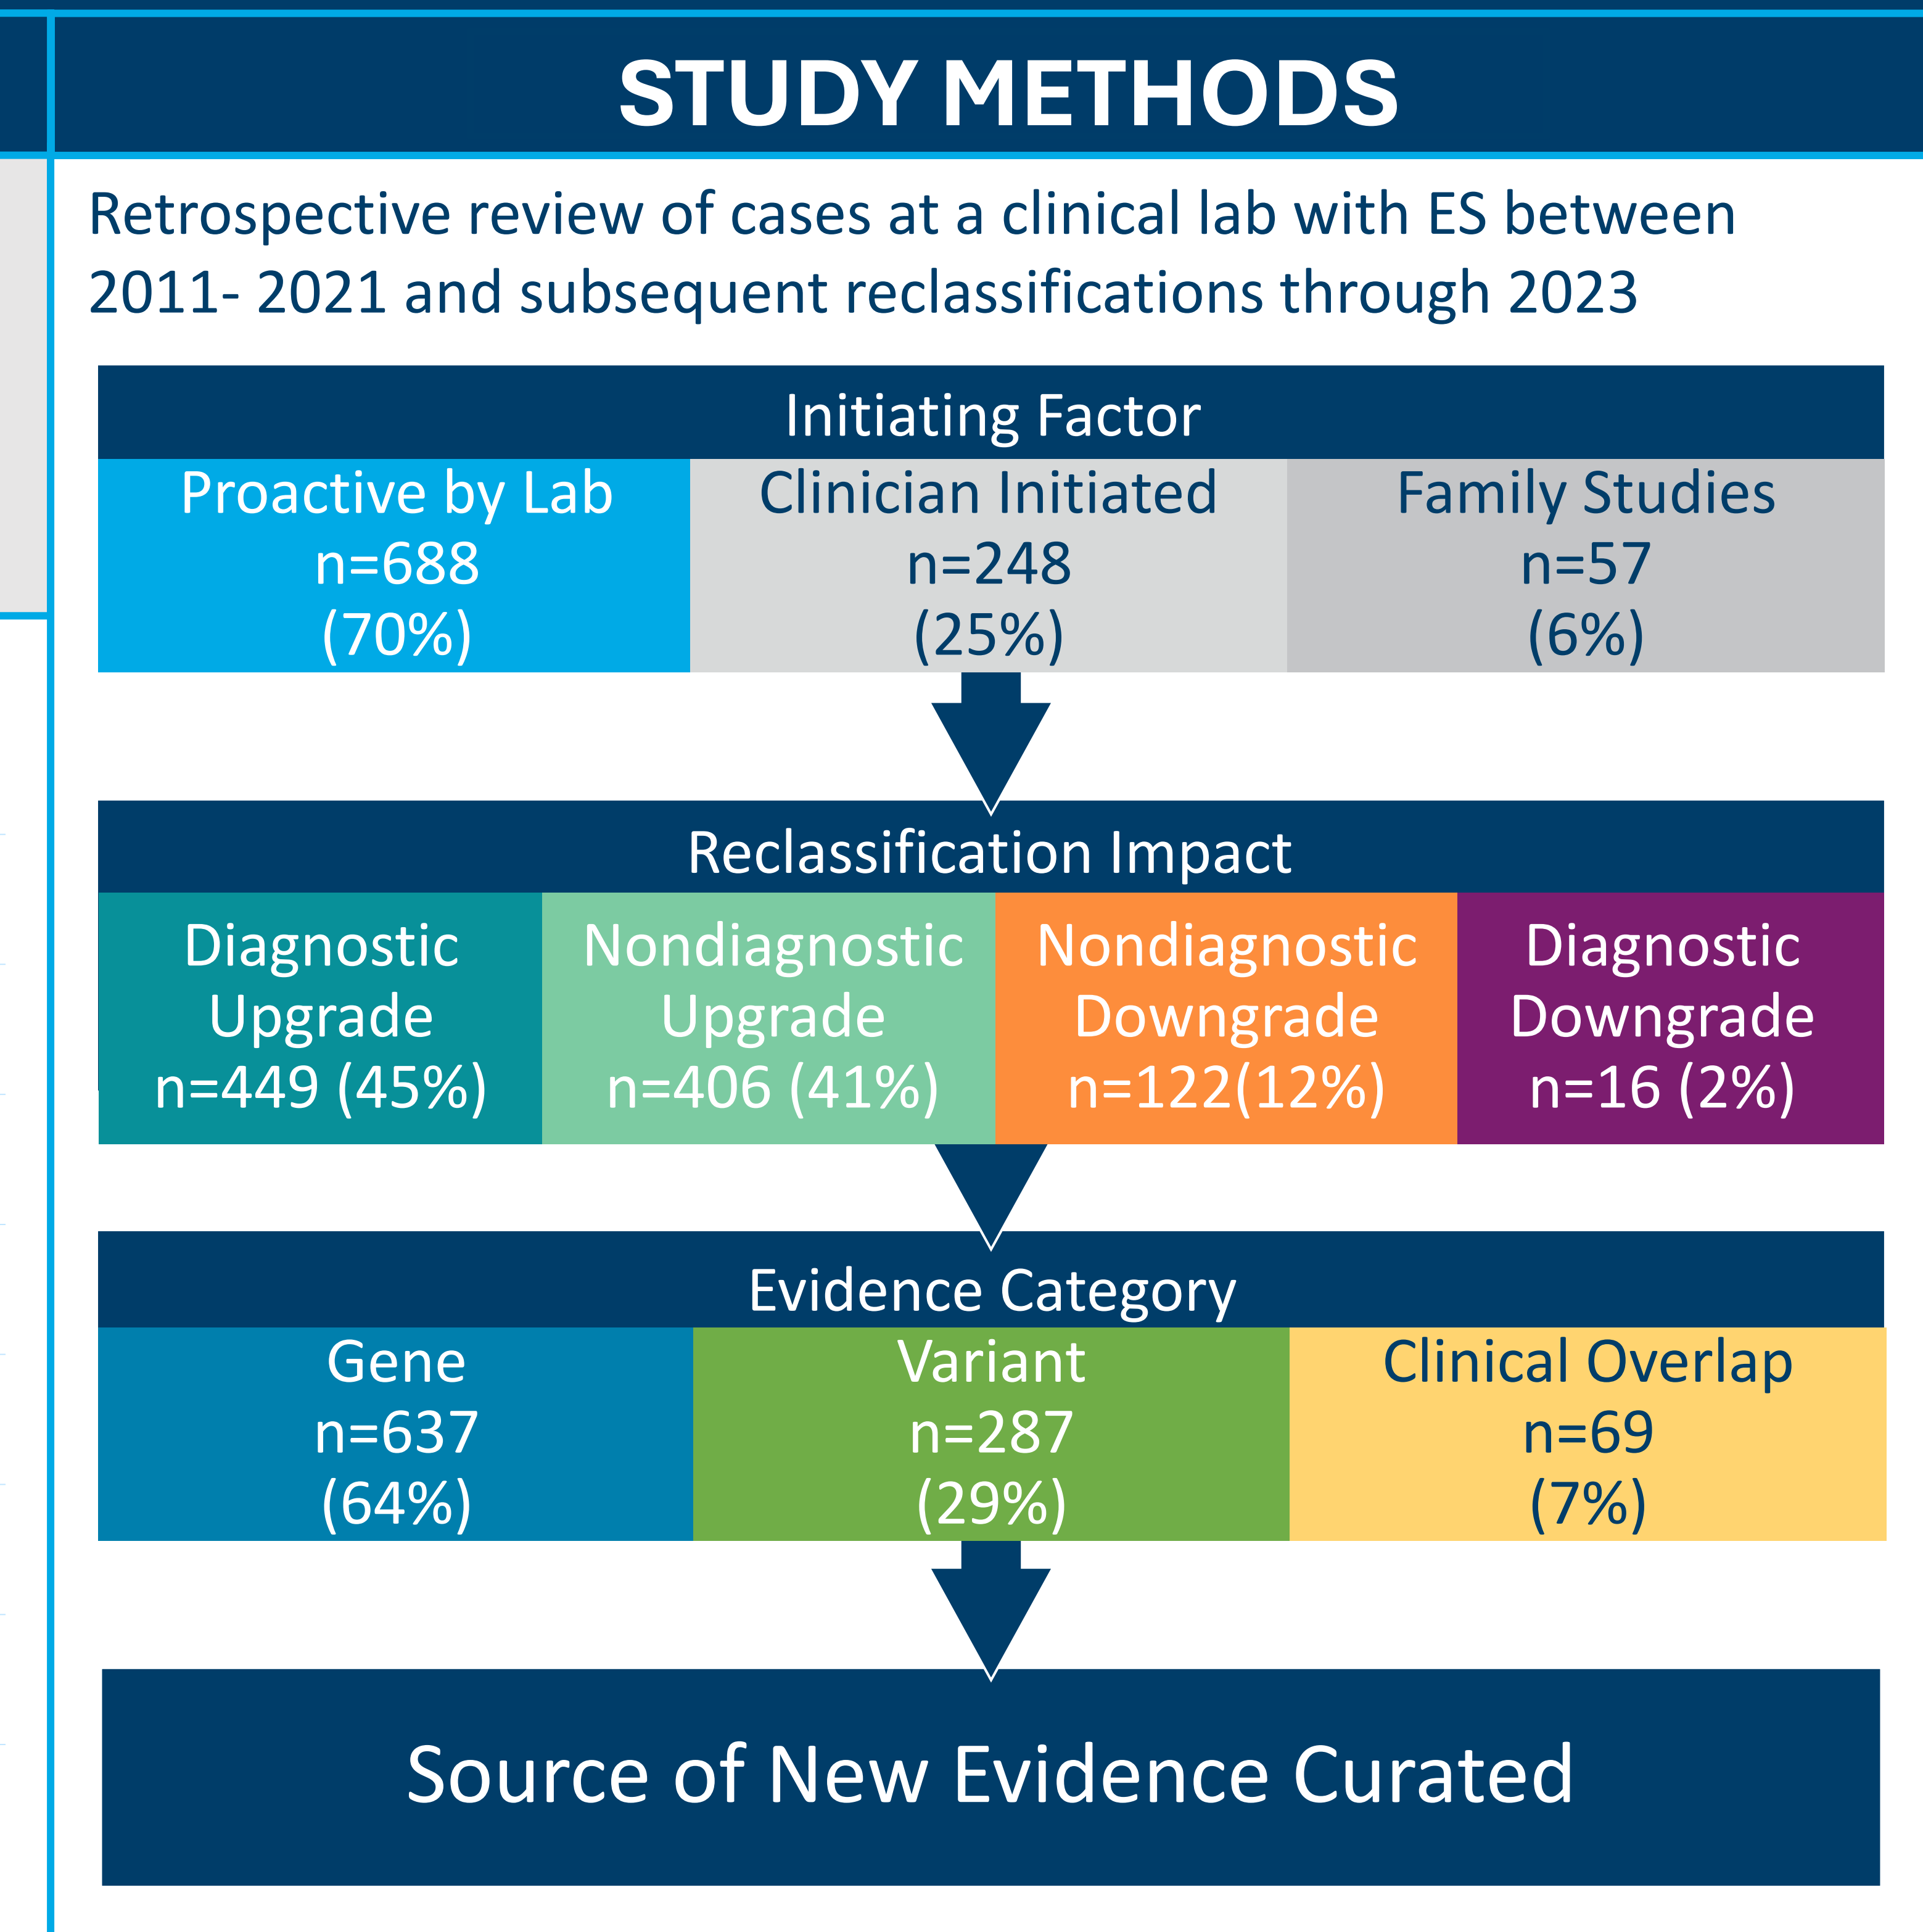 STUDY METHODS
Retrospective review of cases at a clinical lab with ES between
2011- 2021 and subsequent reclassifications through 2023
Initiating Factor
Proactive by Lab
n=688
(70%)
Clinician Initiated
n=248
(25%)
Family Studies
n=57
(6%)
Reclassification Impact
Diagnostic
Upgrade
n=449 (45%)
Nondiagnostic
Upgrade
n=406 (41%)
Nondiagnostic
Downgrade
n=122(12%)
Diagnostic
Downgrade
n=16 (2%)
Evidence Category
Gene
n=637
(64%)
Variant
n=287
(29%)
Clinical Overlap
n=69
(7%)
Source of New Evidence Curated